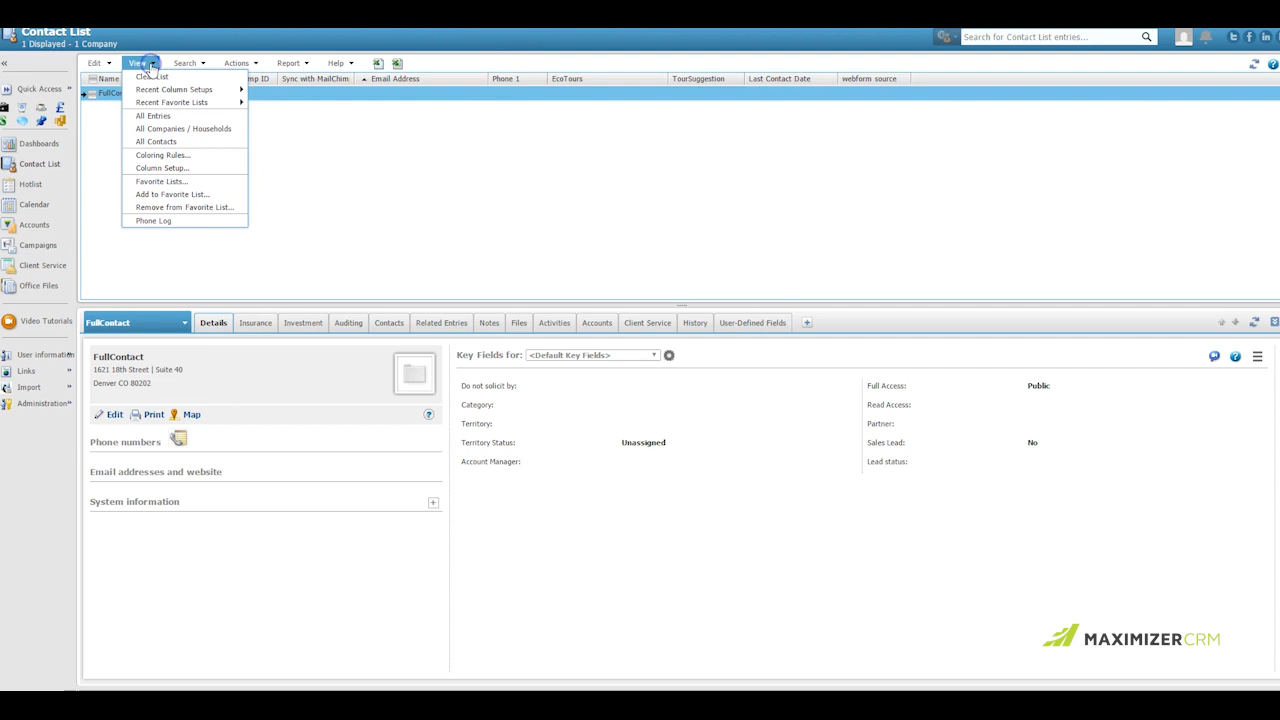 Contact List
1 Displayed - 1 Company
Search for Contact List entries...
Edit View Search Actions Report Help
Name mp ID Sync with MailChim Email Address Phone 1 EcoTours TourSuggestion Last Contact Date webform source
FullCon
Clear List
Recent Column Setups
Recent Favorite Lists
All Entries
All Companies / Households
All Contacts
Coloring Rules...
Column Setup...
Favorite Lists...
Add to Favorite List...
Remove from Favorite List...
Phone Log
Quick Access
Dashboards
Contact List
Hotlist
Calendar
Accounts
Campaigns
Client Service
Office Files
Video Tutorials
User information
Links
Import
Administration
FullContact Details Insurance Investment Auditing Contacts Related Entries Notes Files Activities Accounts Client Service History User-Defined Fields
FullContact
1621 18th Street | Suite 40
Denver CO 80202
Edit Print Map
Phone numbers
Email addresses and website
System information
Key Fields for: <Default Key Fields>
Do not solicit by:
Category:
Territory:
Territory Status: Unassigned
Account Manager:
Full Access: Public
Read Access:
Partner:
Sales Lead: No
Lead status:
MAXIMIZER CRM